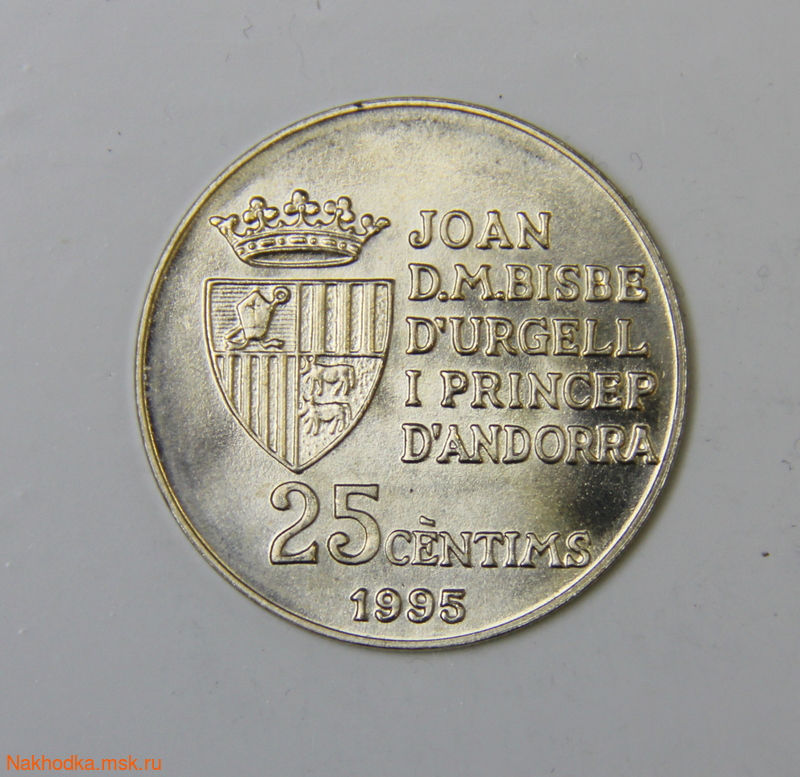 JOAN
D.M.BISBE
D'URGELL
I PRINCEP
D'ANDORRA
25 CÈNTIMS
1995
Nakhodka.msk.ru